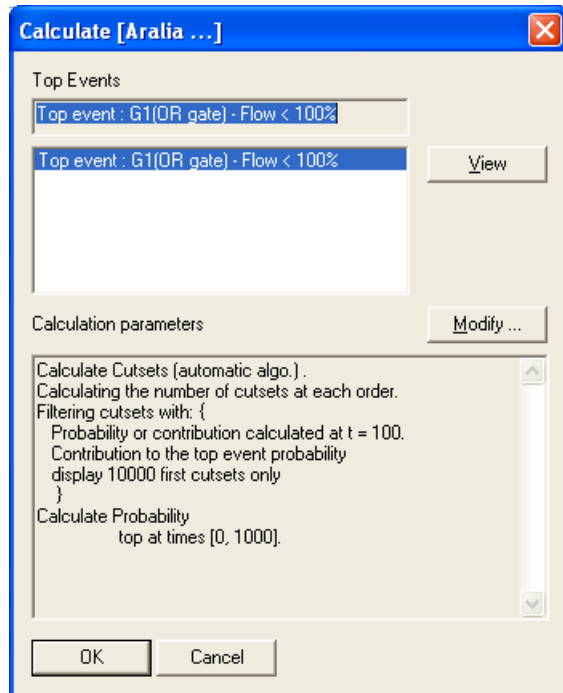 Calculate [Aralia ...]
Top Events
Top event : G1(OR gate) - Flow < 100%
Top event : G1(OR gate) - Flow < 100%
View
Calculation parameters
Modify ...
Calculate Cutsets (automatic algo.) .
Calculating the number of cutsets at each order.
Filtering cutsets with: {
Probability or contribution calculated at t = 100.
Contribution to the top event probability
display 10000 first cutsets only
}
Calculate Probability
top at times [0, 1000].
OK
Cancel